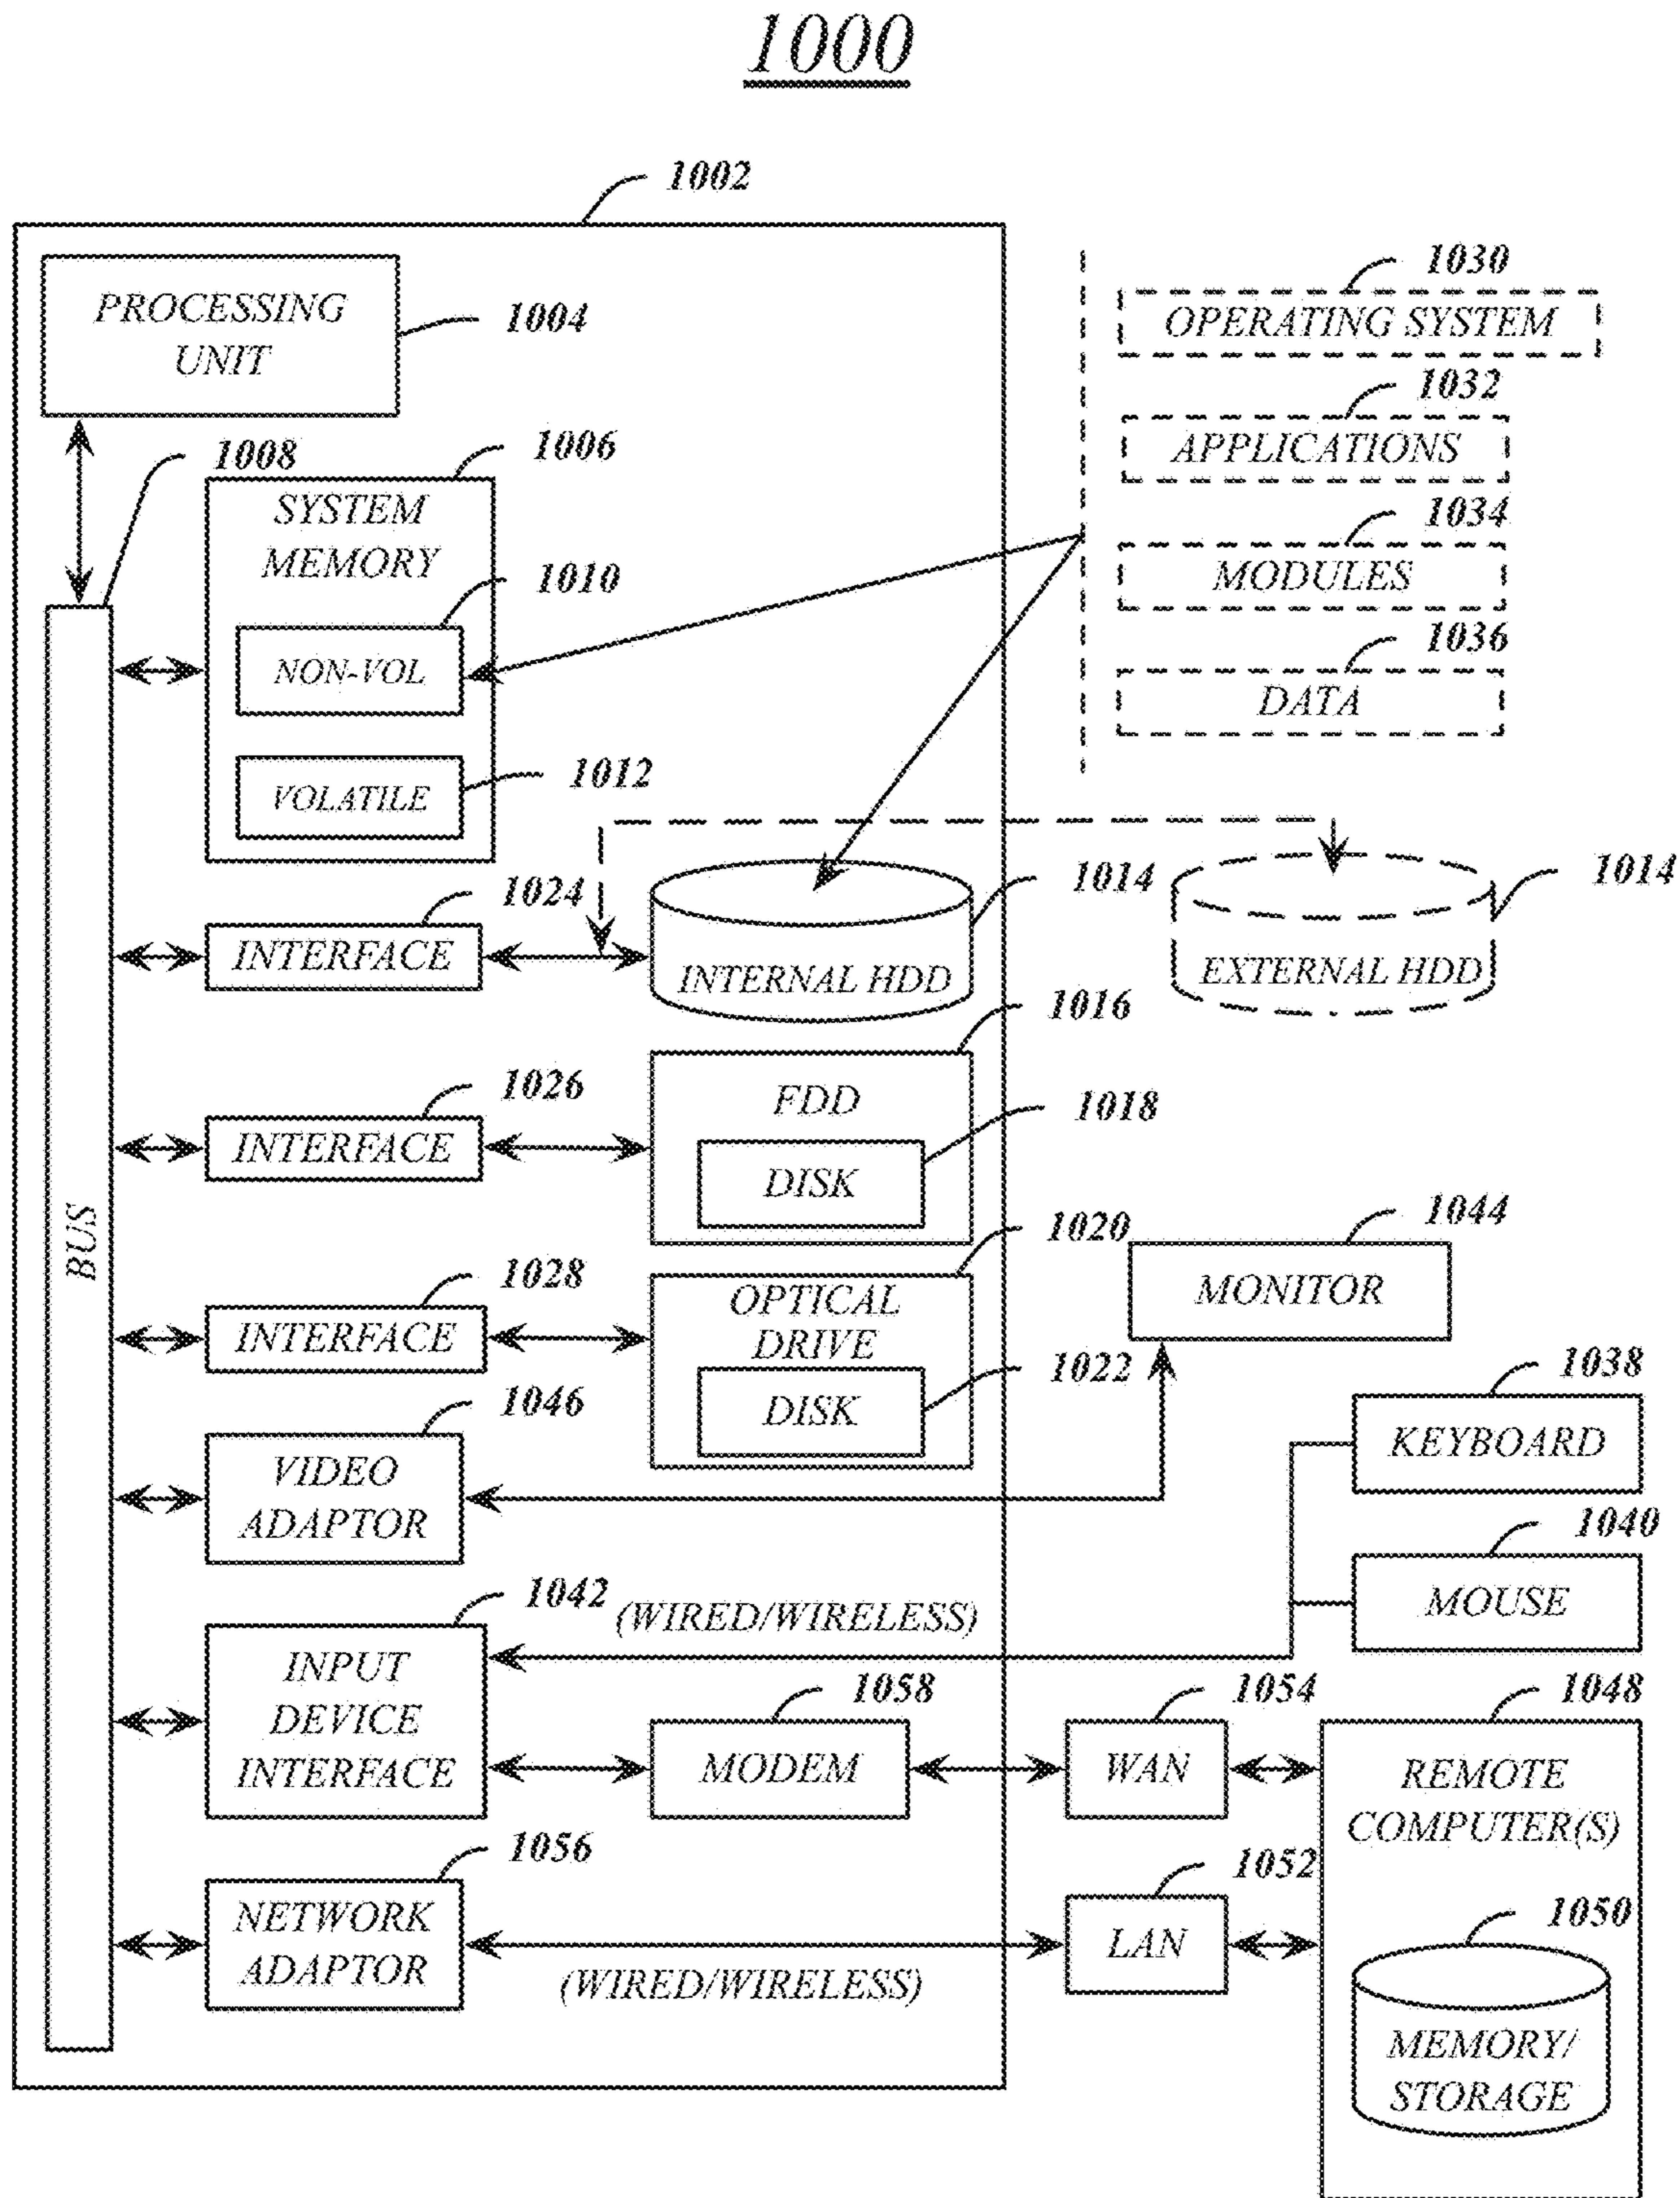 1000
1002
PROCESSING
UNIT
1004
1030
OPERATING SYSTEM
1032
APPLICATIONS
1034
MODULES
1036
DATA
1008
1006
SYSTEM
MEMORY
1010
NON-VOL
1012
VOLATILE
BUS
1024
INTERFACE
1014
INTERNAL HDD
1014
EXTERNAL HDD
1026
INTERFACE
1016
FDD
1018
DISK
1028
INTERFACE
1020
OPTICAL
DRIVE
1022
DISK
1044
MONITOR
1046
VIDEO
ADAPTOR
1038
KEYBOARD
1040
MOUSE
1042
INPUT
DEVICE
INTERFACE
(WIRED/WIRELESS)
1058
MODEM
1054
WAN
1048
REMOTE
COMPUTER(S)
1056
NETWORK
ADAPTOR
(WIRED/WIRELESS)
1052
LAN
1050
MEMORY/
STORAGE